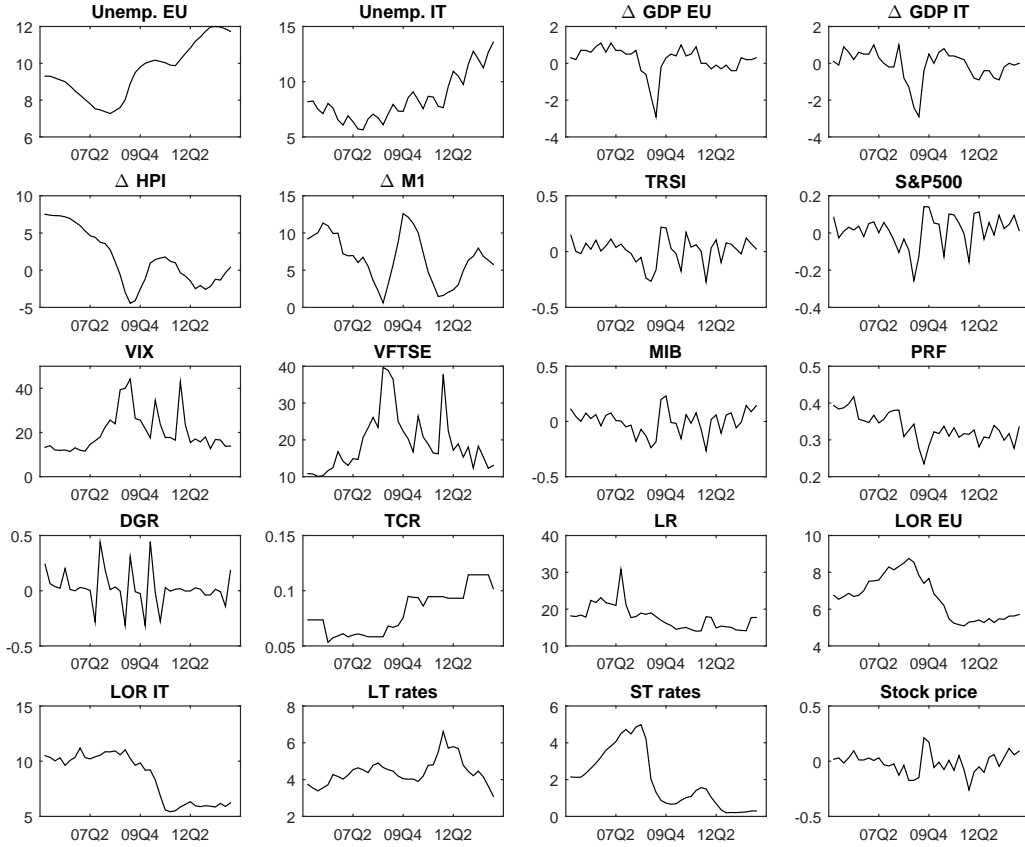 Unemp. EU Unemp. IT Δ GDP EU Δ GDP IT
12 15 2 2
10 0 0
10
8 -2 -2
6 5 -4 -4
07Q2 09Q4 12Q2 07Q2 09Q4 12Q2 07Q2 09Q4 12Q2 07Q2 09Q4 12Q2
Δ HPI Δ M1 TRSI S&P500
10 15 0.5 0.2
5 10 0
0
0 5 -0.2
-5 0 -0.5 -0.4
07Q2 09Q4 12Q2 07Q2 09Q4 12Q2 07Q2 09Q4 12Q2 07Q2 09Q4 12Q2
VIX VFTSE MIB PRF
40 0.5 0.5
40 30 0.4
0
20 20 0.3
0 10 -0.5 0.2
07Q2 09Q4 12Q2 07Q2 09Q4 12Q2 07Q2 09Q4 12Q2 07Q2 09Q4 12Q2
DGR TCR LR LOR EU
0.5 0.15 40 10
30 8
0 0.1
20 6
-0.5 0.05 10 4
07Q2 09Q4 12Q2 07Q2 09Q4 12Q2 07Q2 09Q4 12Q2 07Q2 09Q4 12Q2
LOR IT LT rates ST rates Stock price
15 8 6 0.5
6 4
10 0
4 2
5 2 0 -0.5
07Q2 09Q4 12Q2 07Q2 09Q4 12Q2 07Q2 09Q4 12Q2 07Q2 09Q4 12Q2